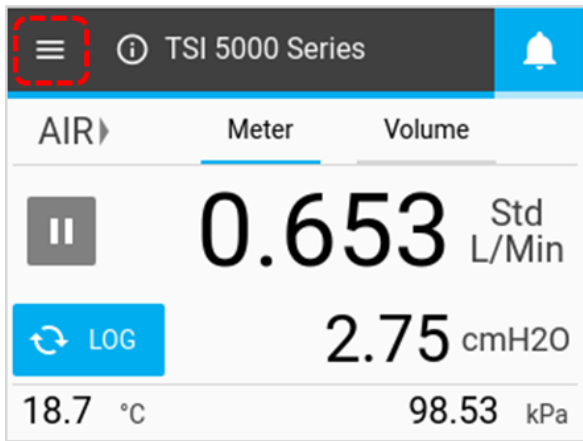 TSI 5000 Series
AIR Meter Volume
0.653 Std L/Min
LOG 2.75 cmH2O
18.7 °C 98.53 kPa